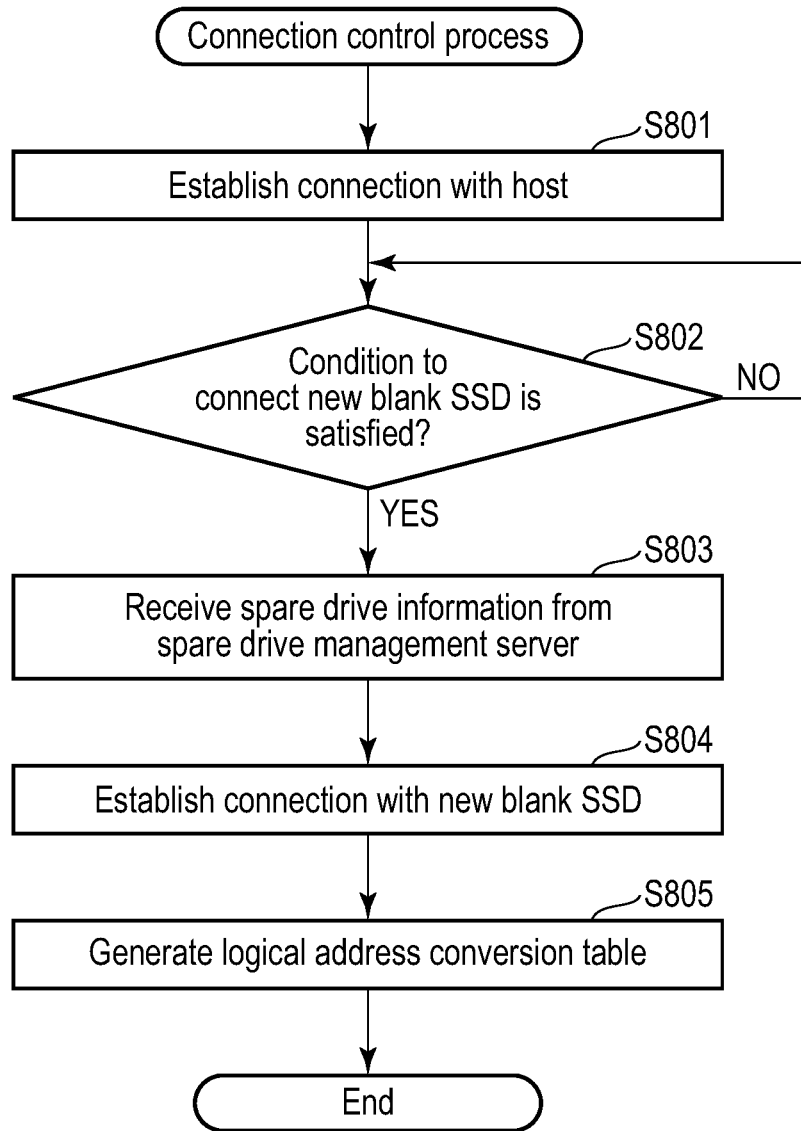 Connection control process
S801
Establish connection with host
S802
Condition to
connect new blank SSD is
satisfied?
NO
YES
S803
Receive spare drive information from
spare drive management server
S804
Establish connection with new blank SSD
S805
Generate logical address conversion table
End